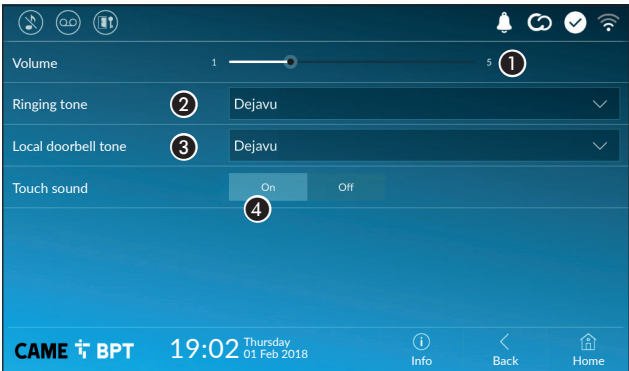 Volume 1 5 1
Ringing tone 2 Dejavu
Local doorbell tone 3 Dejavu
Touch sound On Off
4
CAME BPT 19:02 Thursday
01 Feb 2018
Info Back Home